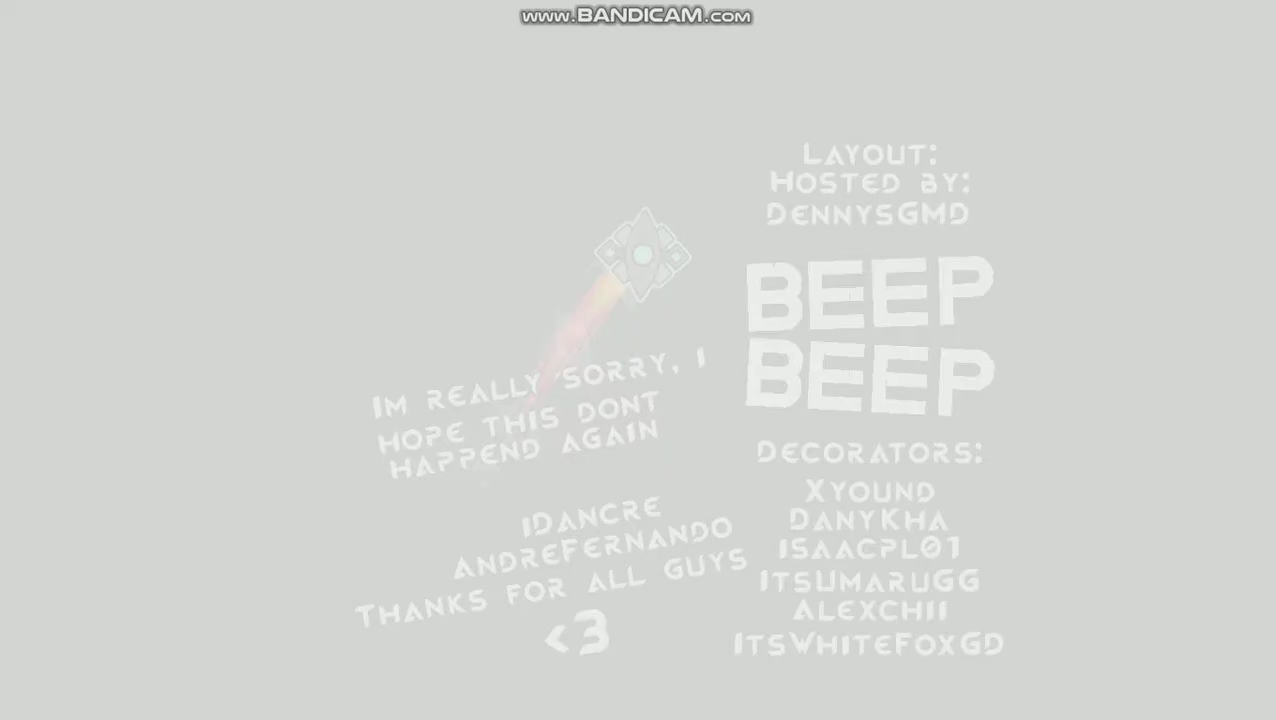 www.BANDICAM.com
Layout:
Hosted by:
DennysGMD
BEEP
BEEP
Im really sorry, i
hope this dont
happend again
iDancre
andreFernando
Thanks for all guys
<3
Decorators:
Xyound
DanyKha
isaacpl01
ItsUmaruGG
Alexchii
ItsWhiteFoxGD